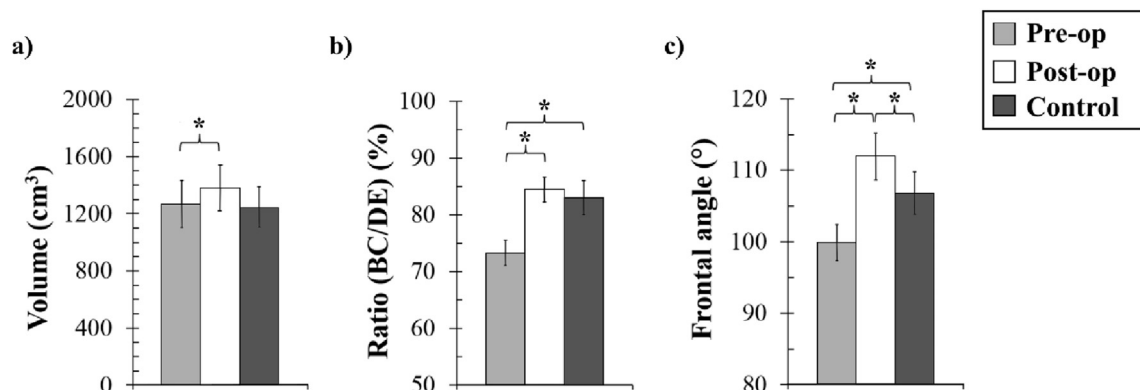 a)
Volume (cm³)
2000
1600
1200
800
400
0
*
b)
Ratio (BC/DE) (%)
100
90
80
70
60
50
*
*
c)
Frontal angle (°)
120
110
100
90
80
*
*
*
Pre-op
Post-op
Control